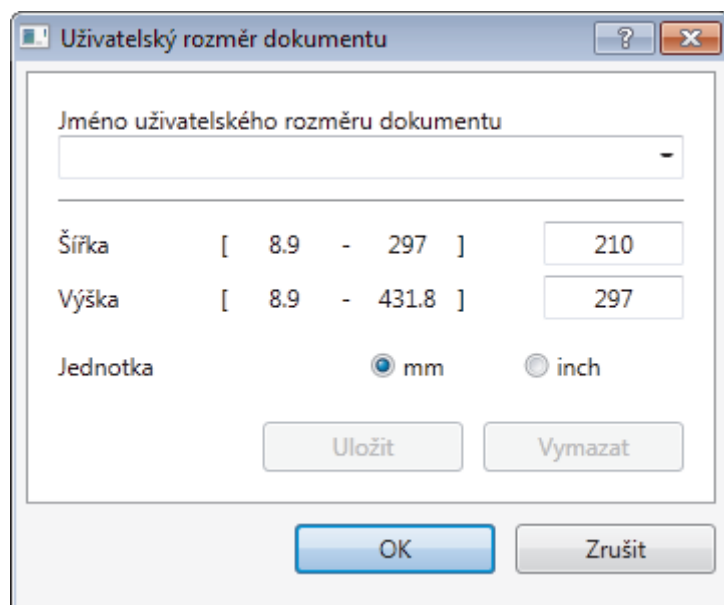 Uživatelský rozměr dokumentu
Jméno uživatelského rozměru dokumentu
Šířka [ 8.9 - 297 ] 210
Výška [ 8.9 - 431.8 ] 297
Jednotka mm inch
Uložit Vymazat
OK Zrušit